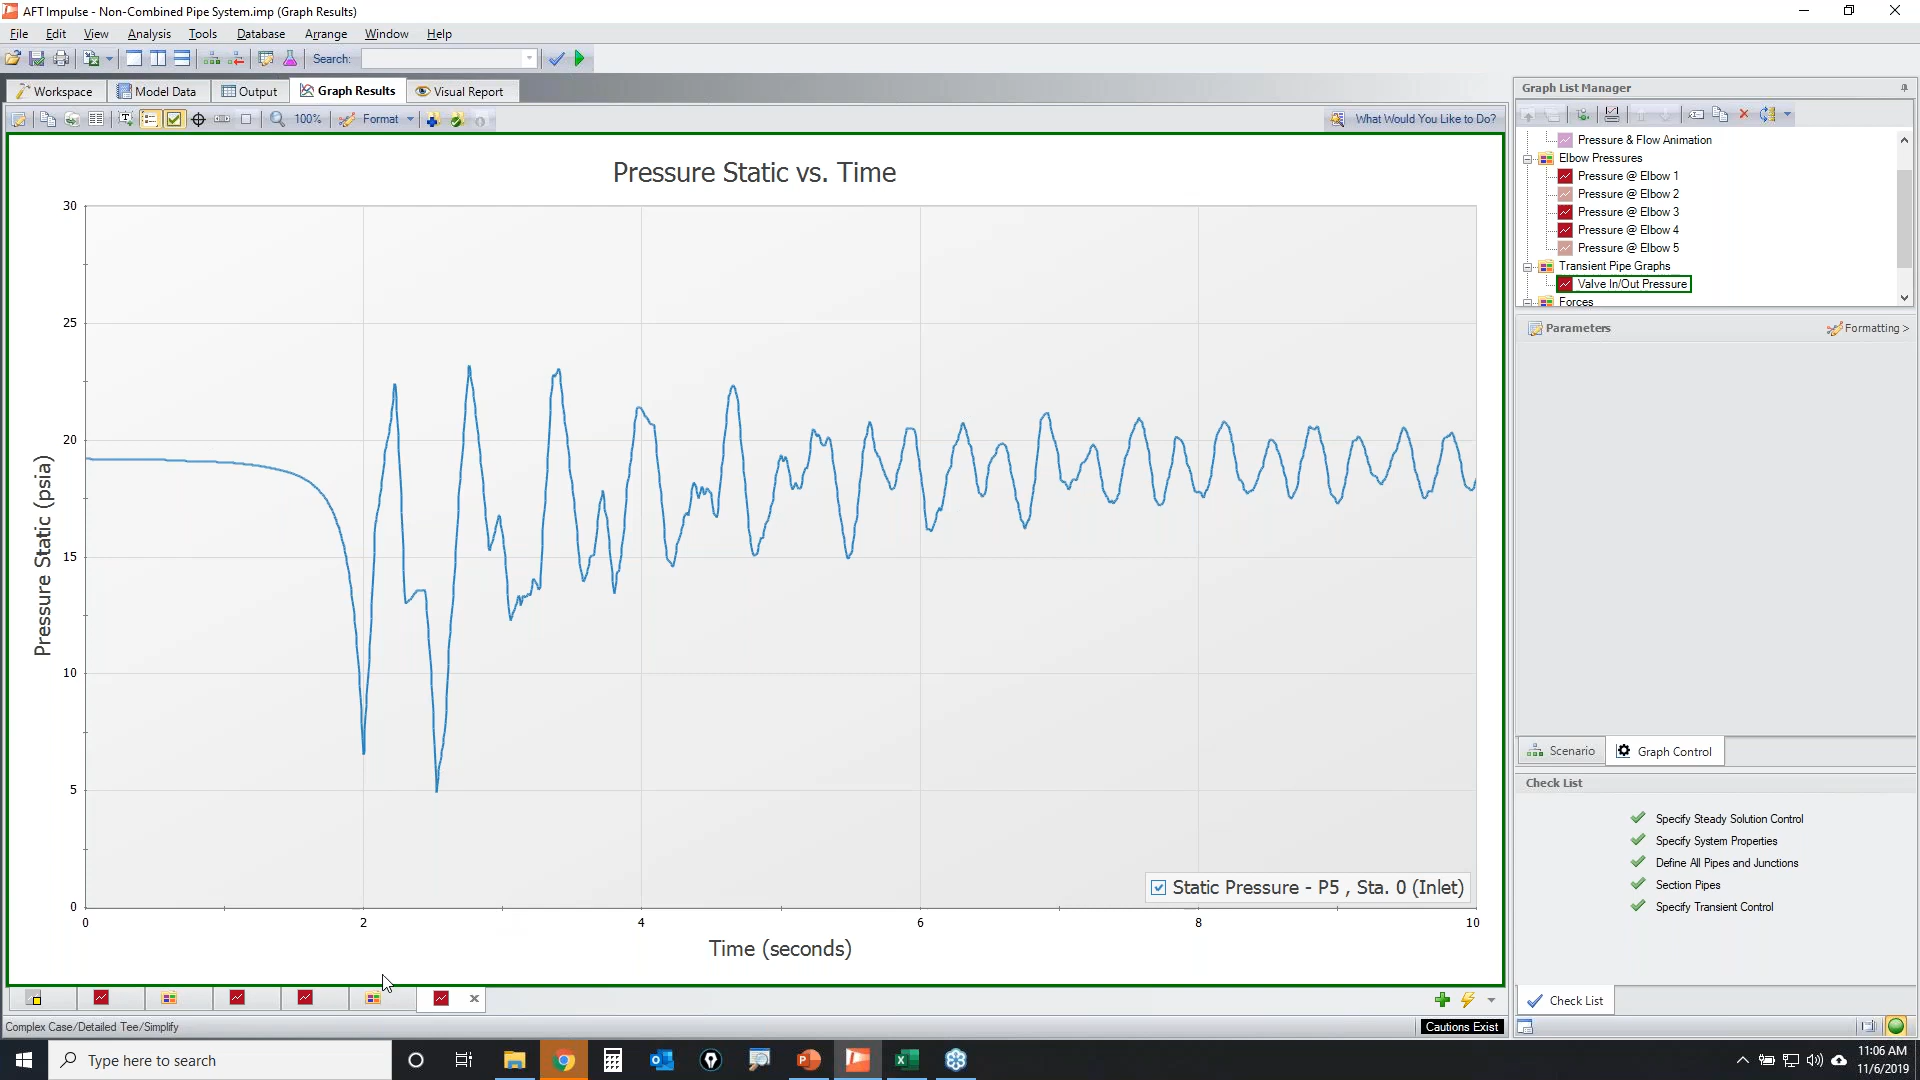 AFT Impulse - Non-Combined Pipe System.imp (Graph Results)
File Edit View Analysis Tools Database Arrange Window Help
Search:
Workspace Model Data Output Graph Results Visual Report
100% Format What Would You Like to Do?
Pressure Static vs. Time
30
25
20
15
10
5
0
Pressure Static (psia)
0 2 4 6 8 10
Time (seconds)
Static Pressure - P5 , Sta. 0 (Inlet)
Graph List Manager
Pressure & Flow Animation
Elbow Pressures
Pressure @ Elbow 1
Pressure @ Elbow 2
Pressure @ Elbow 3
Pressure @ Elbow 4
Pressure @ Elbow 5
Transient Pipe Graphs
Valve In/Out Pressure
Forces
Parameters Formatting >
Scenario Graph Control
Check List
Specify Steady Solution Control
Specify System Properties
Define All Pipes and Junctions
Section Pipes
Specify Transient Control
Check List
Complex Case/Detailed Tee/Simplify
Cautions Exist
Type here to search
11:06 AM
11/6/2019